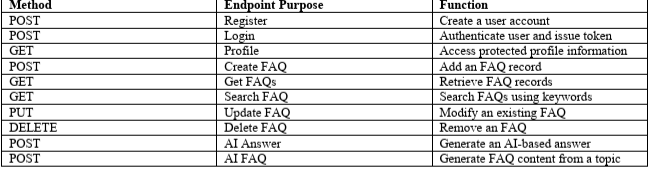 Method Endpoint Purpose Function
POST Register Create a user account
POST Login Authenticate user and issue token
GET Profile Access protected profile information
POST Create FAQ Add an FAQ record
GET Get FAQs Retrieve FAQ records
GET Search FAQ Search FAQs using keywords
PUT Update FAQ Modify an existing FAQ
DELETE Delete FAQ Remove an FAQ
POST AI Answer Generate an AI-based answer
POST AI FAQ Generate FAQ content from a topic